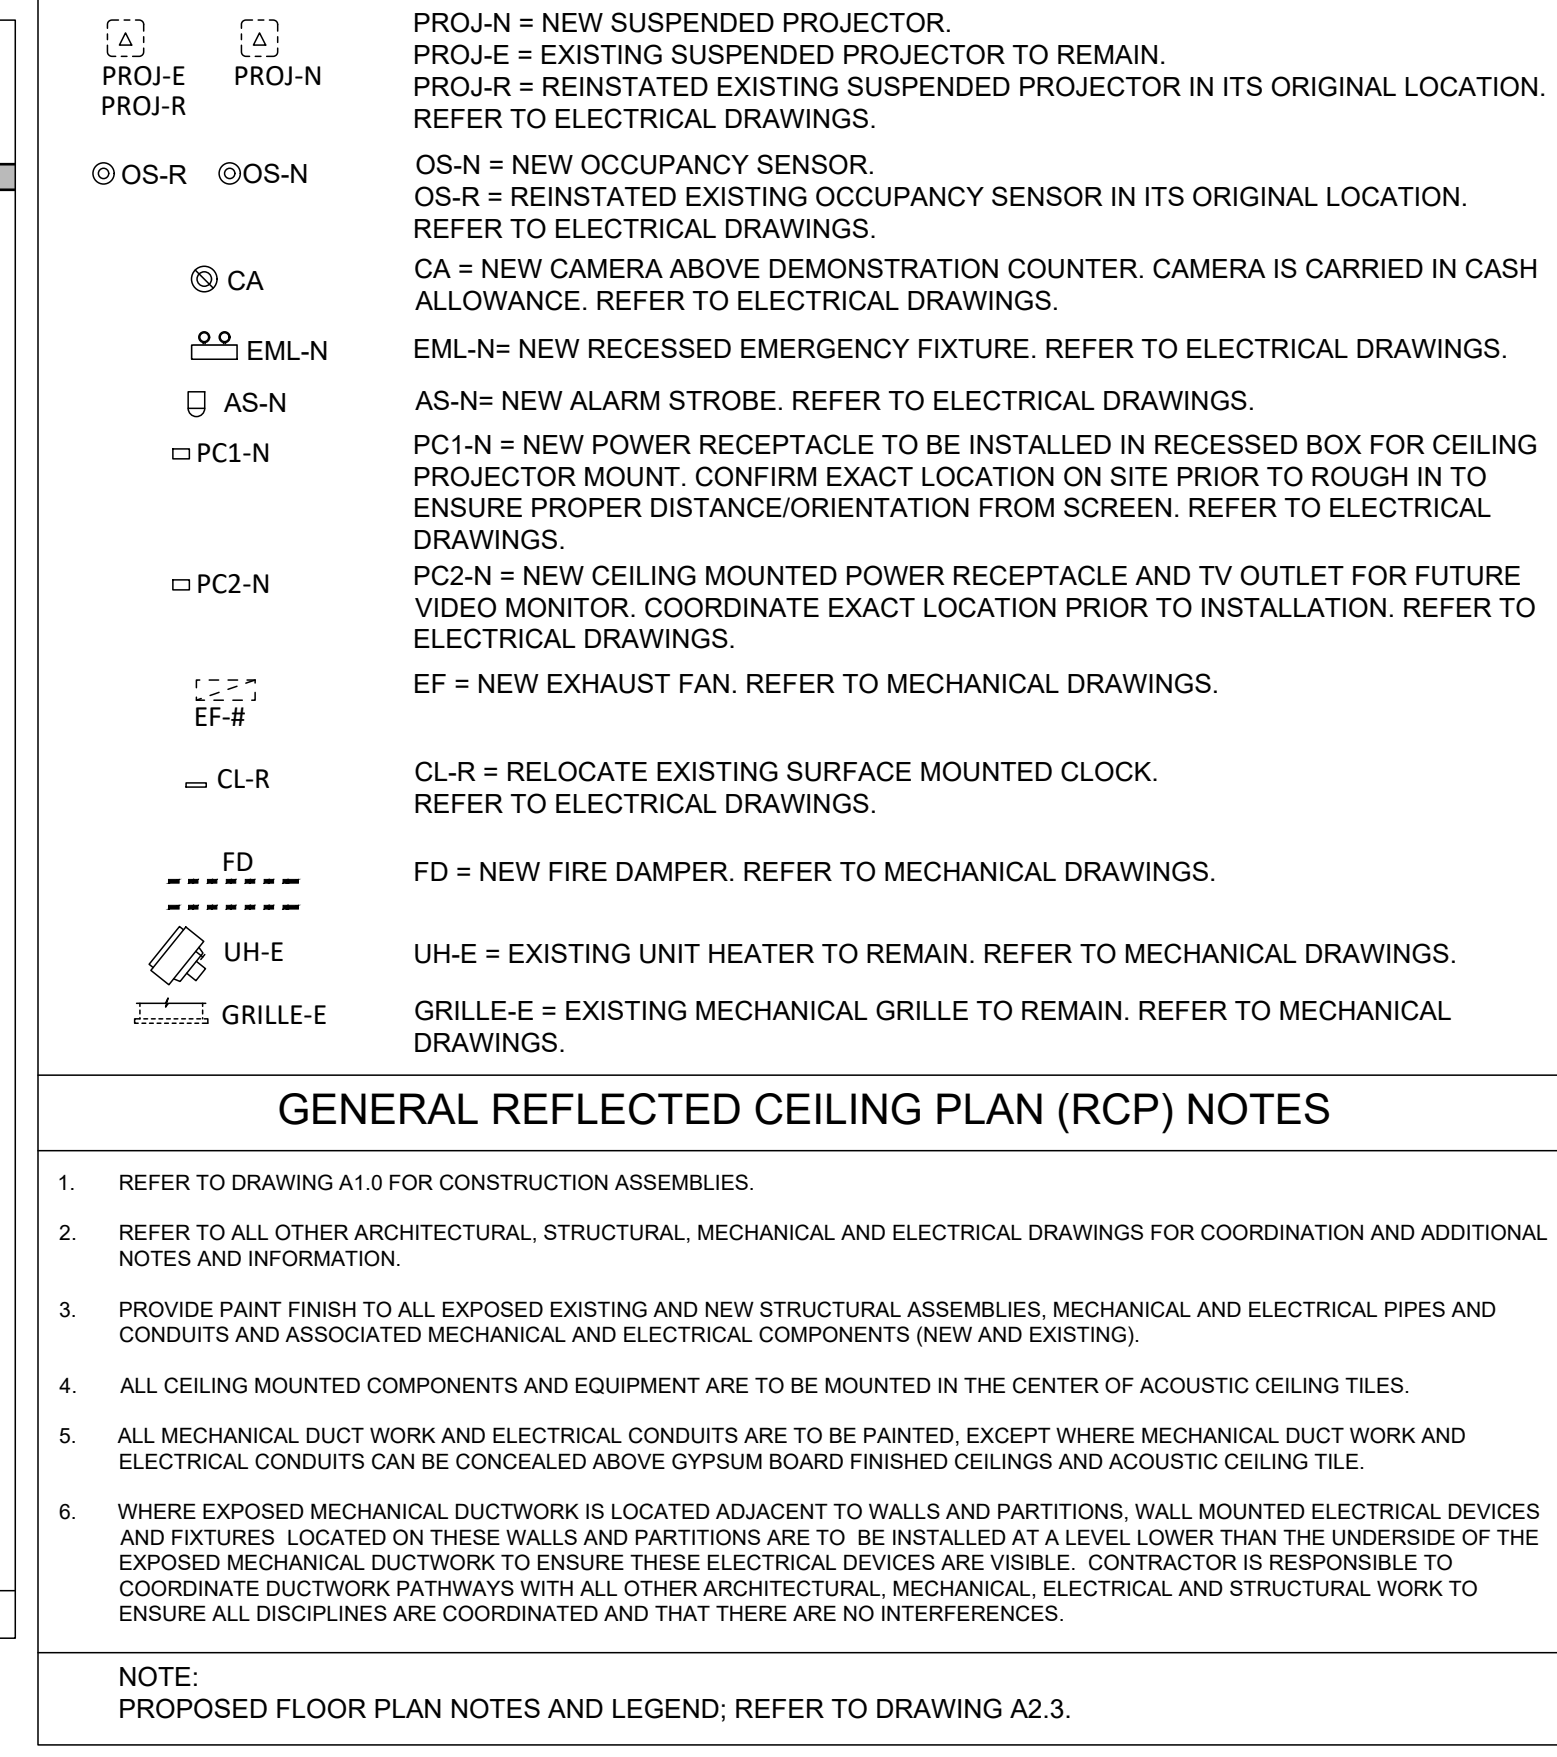 PROJ-E PROJ-N
PROJ-R
PROJ-N = NEW SUSPENDED PROJECTOR.
PROJ-E = EXISTING SUSPENDED PROJECTOR TO REMAIN.
PROJ-R = REINSTATED EXISTING SUSPENDED PROJECTOR IN ITS ORIGINAL LOCATION.
REFER TO ELECTRICAL DRAWINGS.
OS-R OS-N
OS-N = NEW OCCUPANCY SENSOR.
OS-R = REINSTATED EXISTING OCCUPANCY SENSOR IN ITS ORIGINAL LOCATION.
REFER TO ELECTRICAL DRAWINGS.
CA
CA = NEW CAMERA ABOVE DEMONSTRATION COUNTER. CAMERA IS CARRIED IN CASH
ALLOWANCE. REFER TO ELECTRICAL DRAWINGS.
EML-N
EML-N= NEW RECESSED EMERGENCY FIXTURE. REFER TO ELECTRICAL DRAWINGS.
AS-N
AS-N= NEW ALARM STROBE. REFER TO ELECTRICAL DRAWINGS.
PC1-N
PC1-N = NEW POWER RECEPTACLE TO BE INSTALLED IN RECESSED BOX FOR CEILING
PROJECTOR MOUNT. CONFIRM EXACT LOCATION ON SITE PRIOR TO ROUGH IN TO
ENSURE PROPER DISTANCE/ORIENTATION FROM SCREEN. REFER TO ELECTRICAL
DRAWINGS.
PC2-N
PC2-N = NEW CEILING MOUNTED POWER RECEPTACLE AND TV OUTLET FOR FUTURE
VIDEO MONITOR. COORDINATE EXACT LOCATION PRIOR TO INSTALLATION. REFER TO
ELECTRICAL DRAWINGS.
EF-#
EF = NEW EXHAUST FAN. REFER TO MECHANICAL DRAWINGS.
CL-R
CL-R = RELOCATE EXISTING SURFACE MOUNTED CLOCK.
REFER TO ELECTRICAL DRAWINGS.
FD
FD = NEW FIRE DAMPER. REFER TO MECHANICAL DRAWINGS.
UH-E
UH-E = EXISTING UNIT HEATER TO REMAIN. REFER TO MECHANICAL DRAWINGS.
GRILLE-E
GRILLE-E = EXISTING MECHANICAL GRILLE TO REMAIN. REFER TO MECHANICAL
DRAWINGS.
GENERAL REFLECTED CEILING PLAN (RCP) NOTES
1. REFER TO DRAWING A1.0 FOR CONSTRUCTION ASSEMBLIES.
2. REFER TO ALL OTHER ARCHITECTURAL, STRUCTURAL, MECHANICAL AND ELECTRICAL DRAWINGS FOR COORDINATION AND ADDITIONAL
NOTES AND INFORMATION.
3. PROVIDE PAINT FINISH TO ALL EXPOSED EXISTING AND NEW STRUCTURAL ASSEMBLIES, MECHANICAL AND ELECTRICAL PIPES AND
CONDUITS AND ASSOCIATED MECHANICAL AND ELECTRICAL COMPONENTS (NEW AND EXISTING).
4. ALL CEILING MOUNTED COMPONENTS AND EQUIPMENT ARE TO BE MOUNTED IN THE CENTER OF ACOUSTIC CEILING TILES.
5. ALL MECHANICAL DUCT WORK AND ELECTRICAL CONDUITS ARE TO BE PAINTED, EXCEPT WHERE MECHANICAL DUCT WORK AND
ELECTRICAL CONDUITS CAN BE CONCEALED ABOVE GYPSUM BOARD FINISHED CEILINGS AND ACOUSTIC CEILING TILE.
6. WHERE EXPOSED MECHANICAL DUCTWORK IS LOCATED ADJACENT TO WALLS AND PARTITIONS, WALL MOUNTED ELECTRICAL DEVICES
AND FIXTURES LOCATED ON THESE WALLS AND PARTITIONS ARE TO BE INSTALLED AT A LEVEL LOWER THAN THE UNDERSIDE OF THE
EXPOSED MECHANICAL DUCTWORK TO ENSURE THESE ELECTRICAL DEVICES ARE VISIBLE. CONTRACTOR IS RESPONSIBLE TO
COORDINATE DUCTWORK PATHWAYS WITH ALL OTHER ARCHITECTURAL, MECHANICAL, ELECTRICAL AND STRUCTURAL WORK TO
ENSURE ALL DISCIPLINES ARE COORDINATED AND THAT THERE ARE NO INTERFERENCES.
NOTE:
PROPOSED FLOOR PLAN NOTES AND LEGEND; REFER TO DRAWING A2.3.